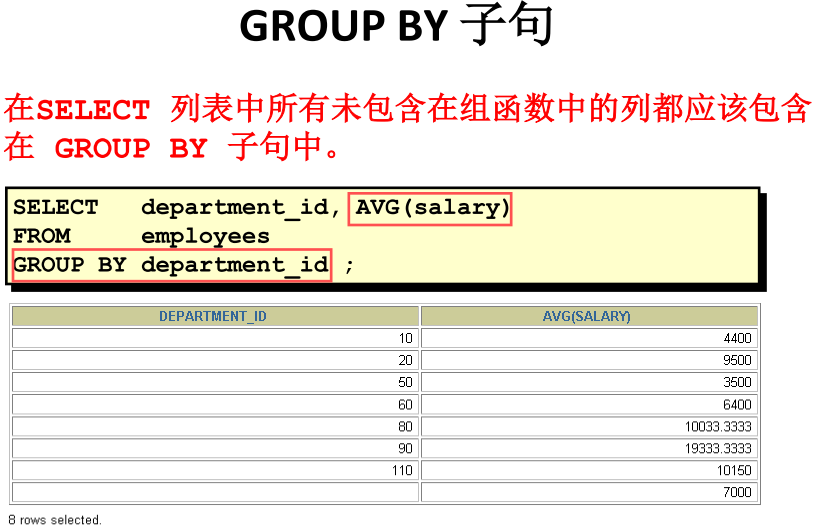 GROUP BY 子句
在SELECT 列表中所有未包含在组函数中的列都应该包含
在 GROUP BY 子句中。
SELECT department_id, AVG(salary)
FROM employees
GROUP BY department_id ;
DEPARTMENT_ID AVG(SALARY)
10 4400
20 9500
50 3500
60 6400
80 10033.3333
90 19333.3333
110 10150
7000
8 rows selected.